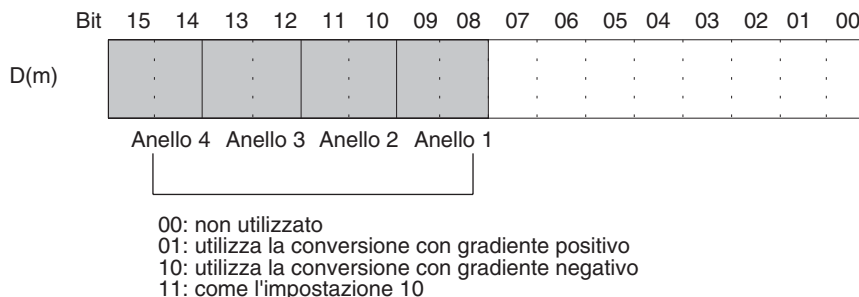 Bit 15 14 13 12 11 10 09 08 07 06 05 04 03 02 01 00
D(m)
Anello 4 Anello 3 Anello 2 Anello 1
00: non utilizzato
01: utilizza la conversione con gradiente positivo
10: utilizza la conversione con gradiente negativo
11: come l'impostazione 10